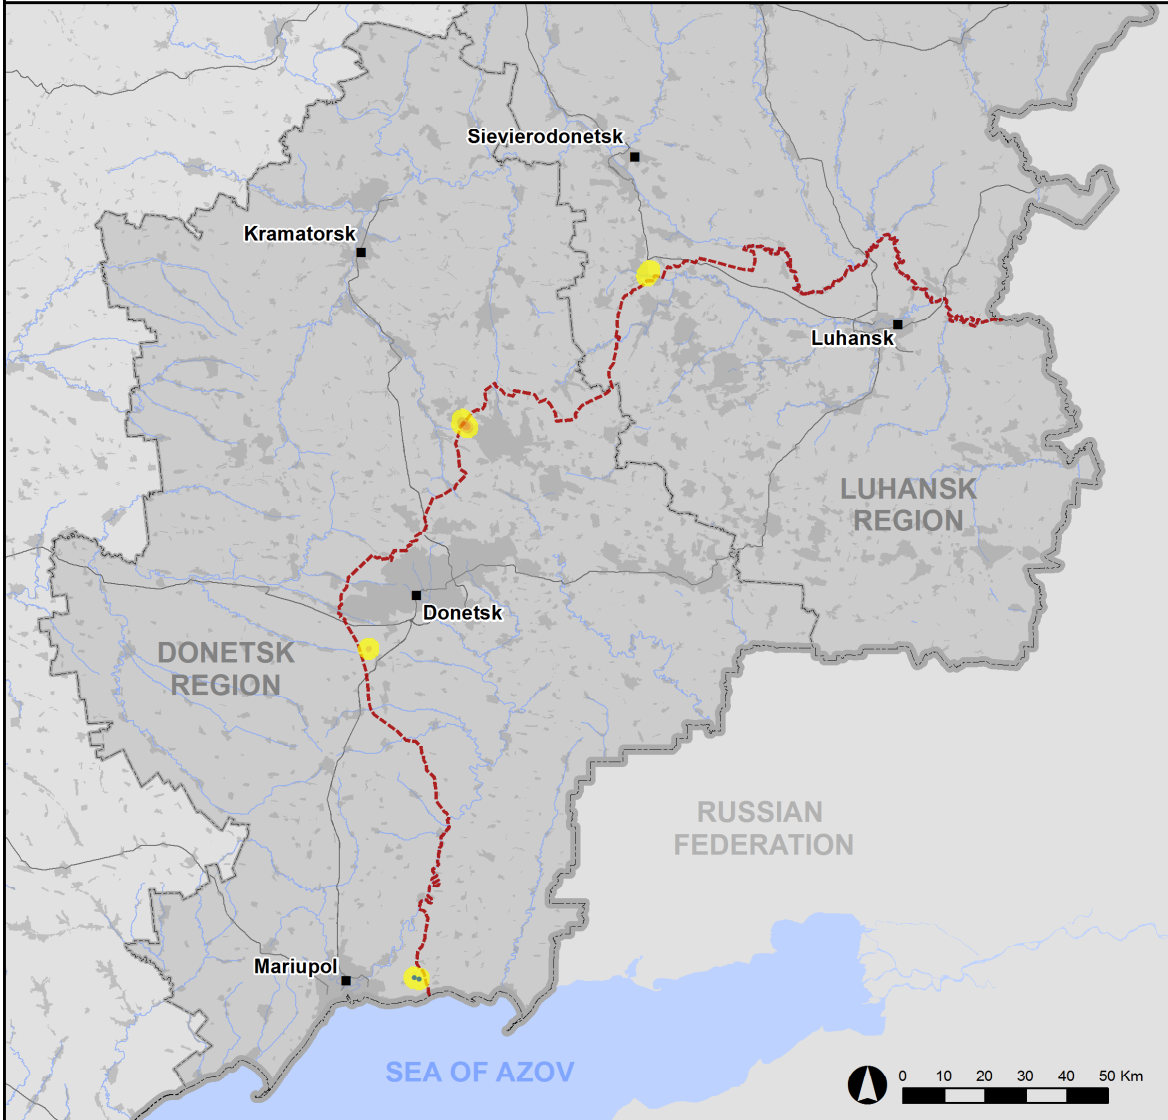 Sievierodonetsk
Kramatorsk
Luhansk
LUHANSK
REGION
Donetsk
DONETSK
REGION
RUSSIAN
FEDERATION
Mariupol
SEA OF AZOV
0 10 20 30 40 50 Km